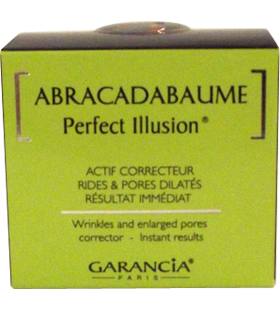 ABRACADABAUME
Perfect Illusion®
ACTIF CORRECTEUR
RIDES & PORES DILATÉS
RÉSULTAT IMMÉDIAT
Wrinkles and enlarged pores
corrector - Instant results
GARANCIA®
PARIS